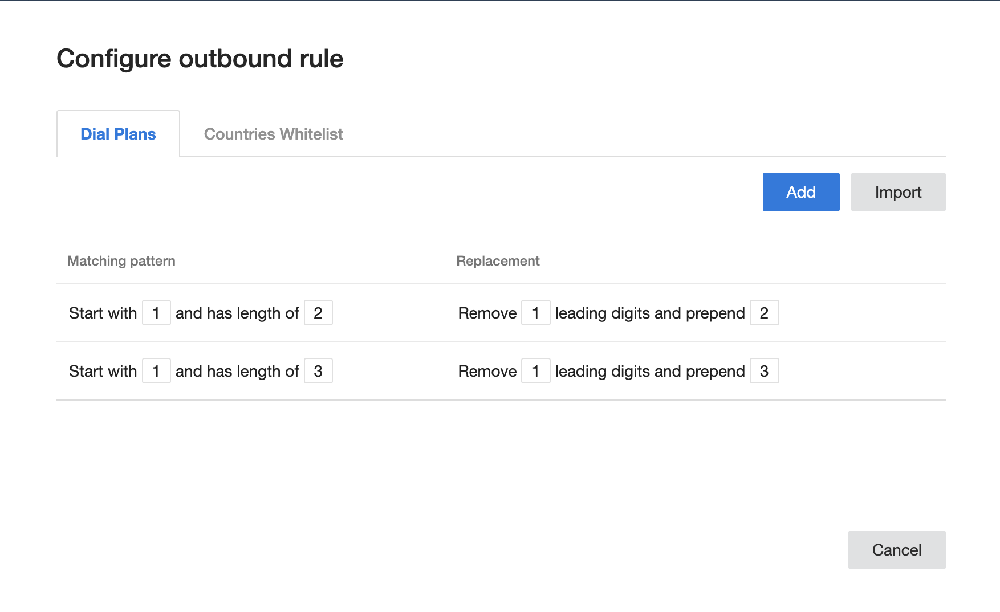 Configure outbound rule
Dial Plans Countries Whitelist
Add Import
Matching pattern Replacement
Start with 1 and has length of 2 Remove 1 leading digits and prepend 2
Start with 1 and has length of 3 Remove 1 leading digits and prepend 3
Cancel